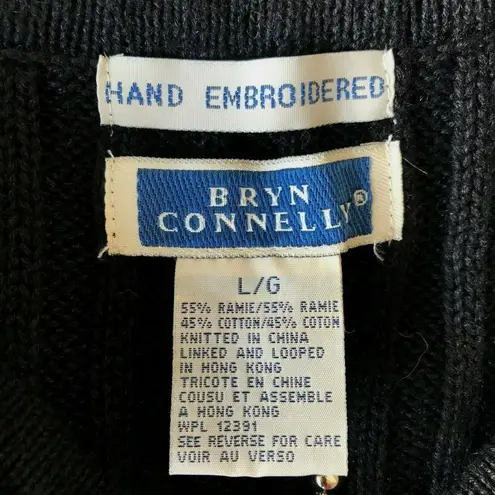 HAND EMBROIDERED
BRYN
CONNELLY®
L/G
55% RAMIE/55% RAMIE
45% COTTON/45% COTON
KNITTED IN CHINA
LINKED AND LOOPED
IN HONG KONG
TRICOTE EN CHINE
COUSU ET ASSEMBLE
A HONG KONG
WPL 12391
SEE REVERSE FOR CARE
VOIR AU VERSO